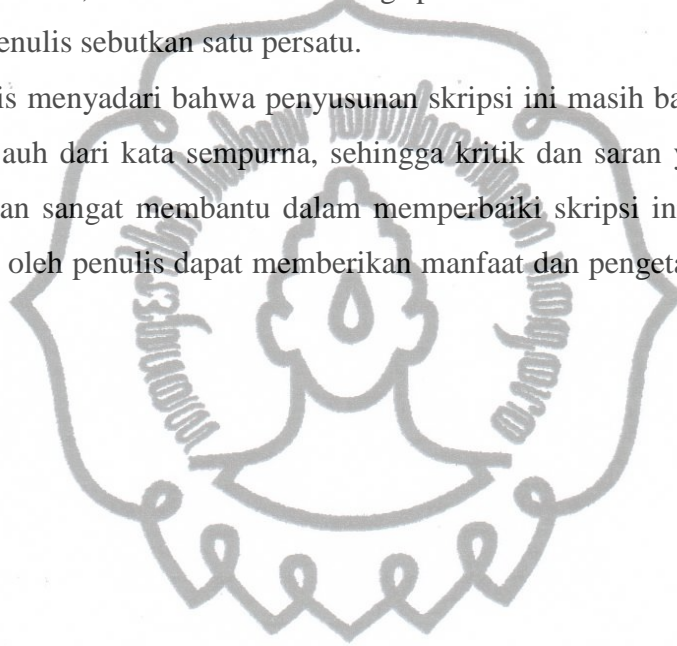 enulis sebutkan satu persatu.
is menyadari bahwa penyusunan skripsi ini masih ba
auh dari kata sempurna, sehingga kritik dan saran y
an sangat membantu dalam memperbaiki skripsi in
oleh penulis dapat memberikan manfaat dan pengeta